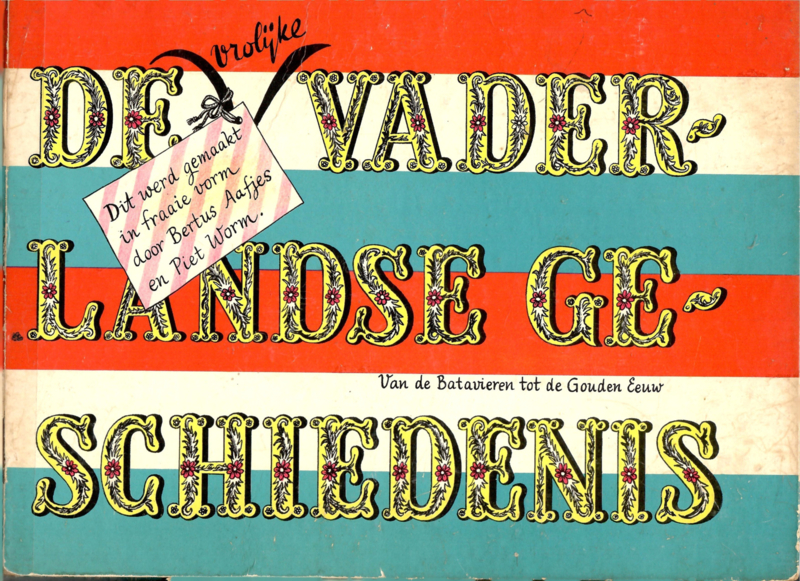 vrolijke
DE VADER-
Dit werd gemaakt
in fraaie vorm
door Bertus Aafjes
en Piet Worm.
LANDSE GE-
Van de Batavieren tot de Gouden Eeuw
SCHIEDENIS